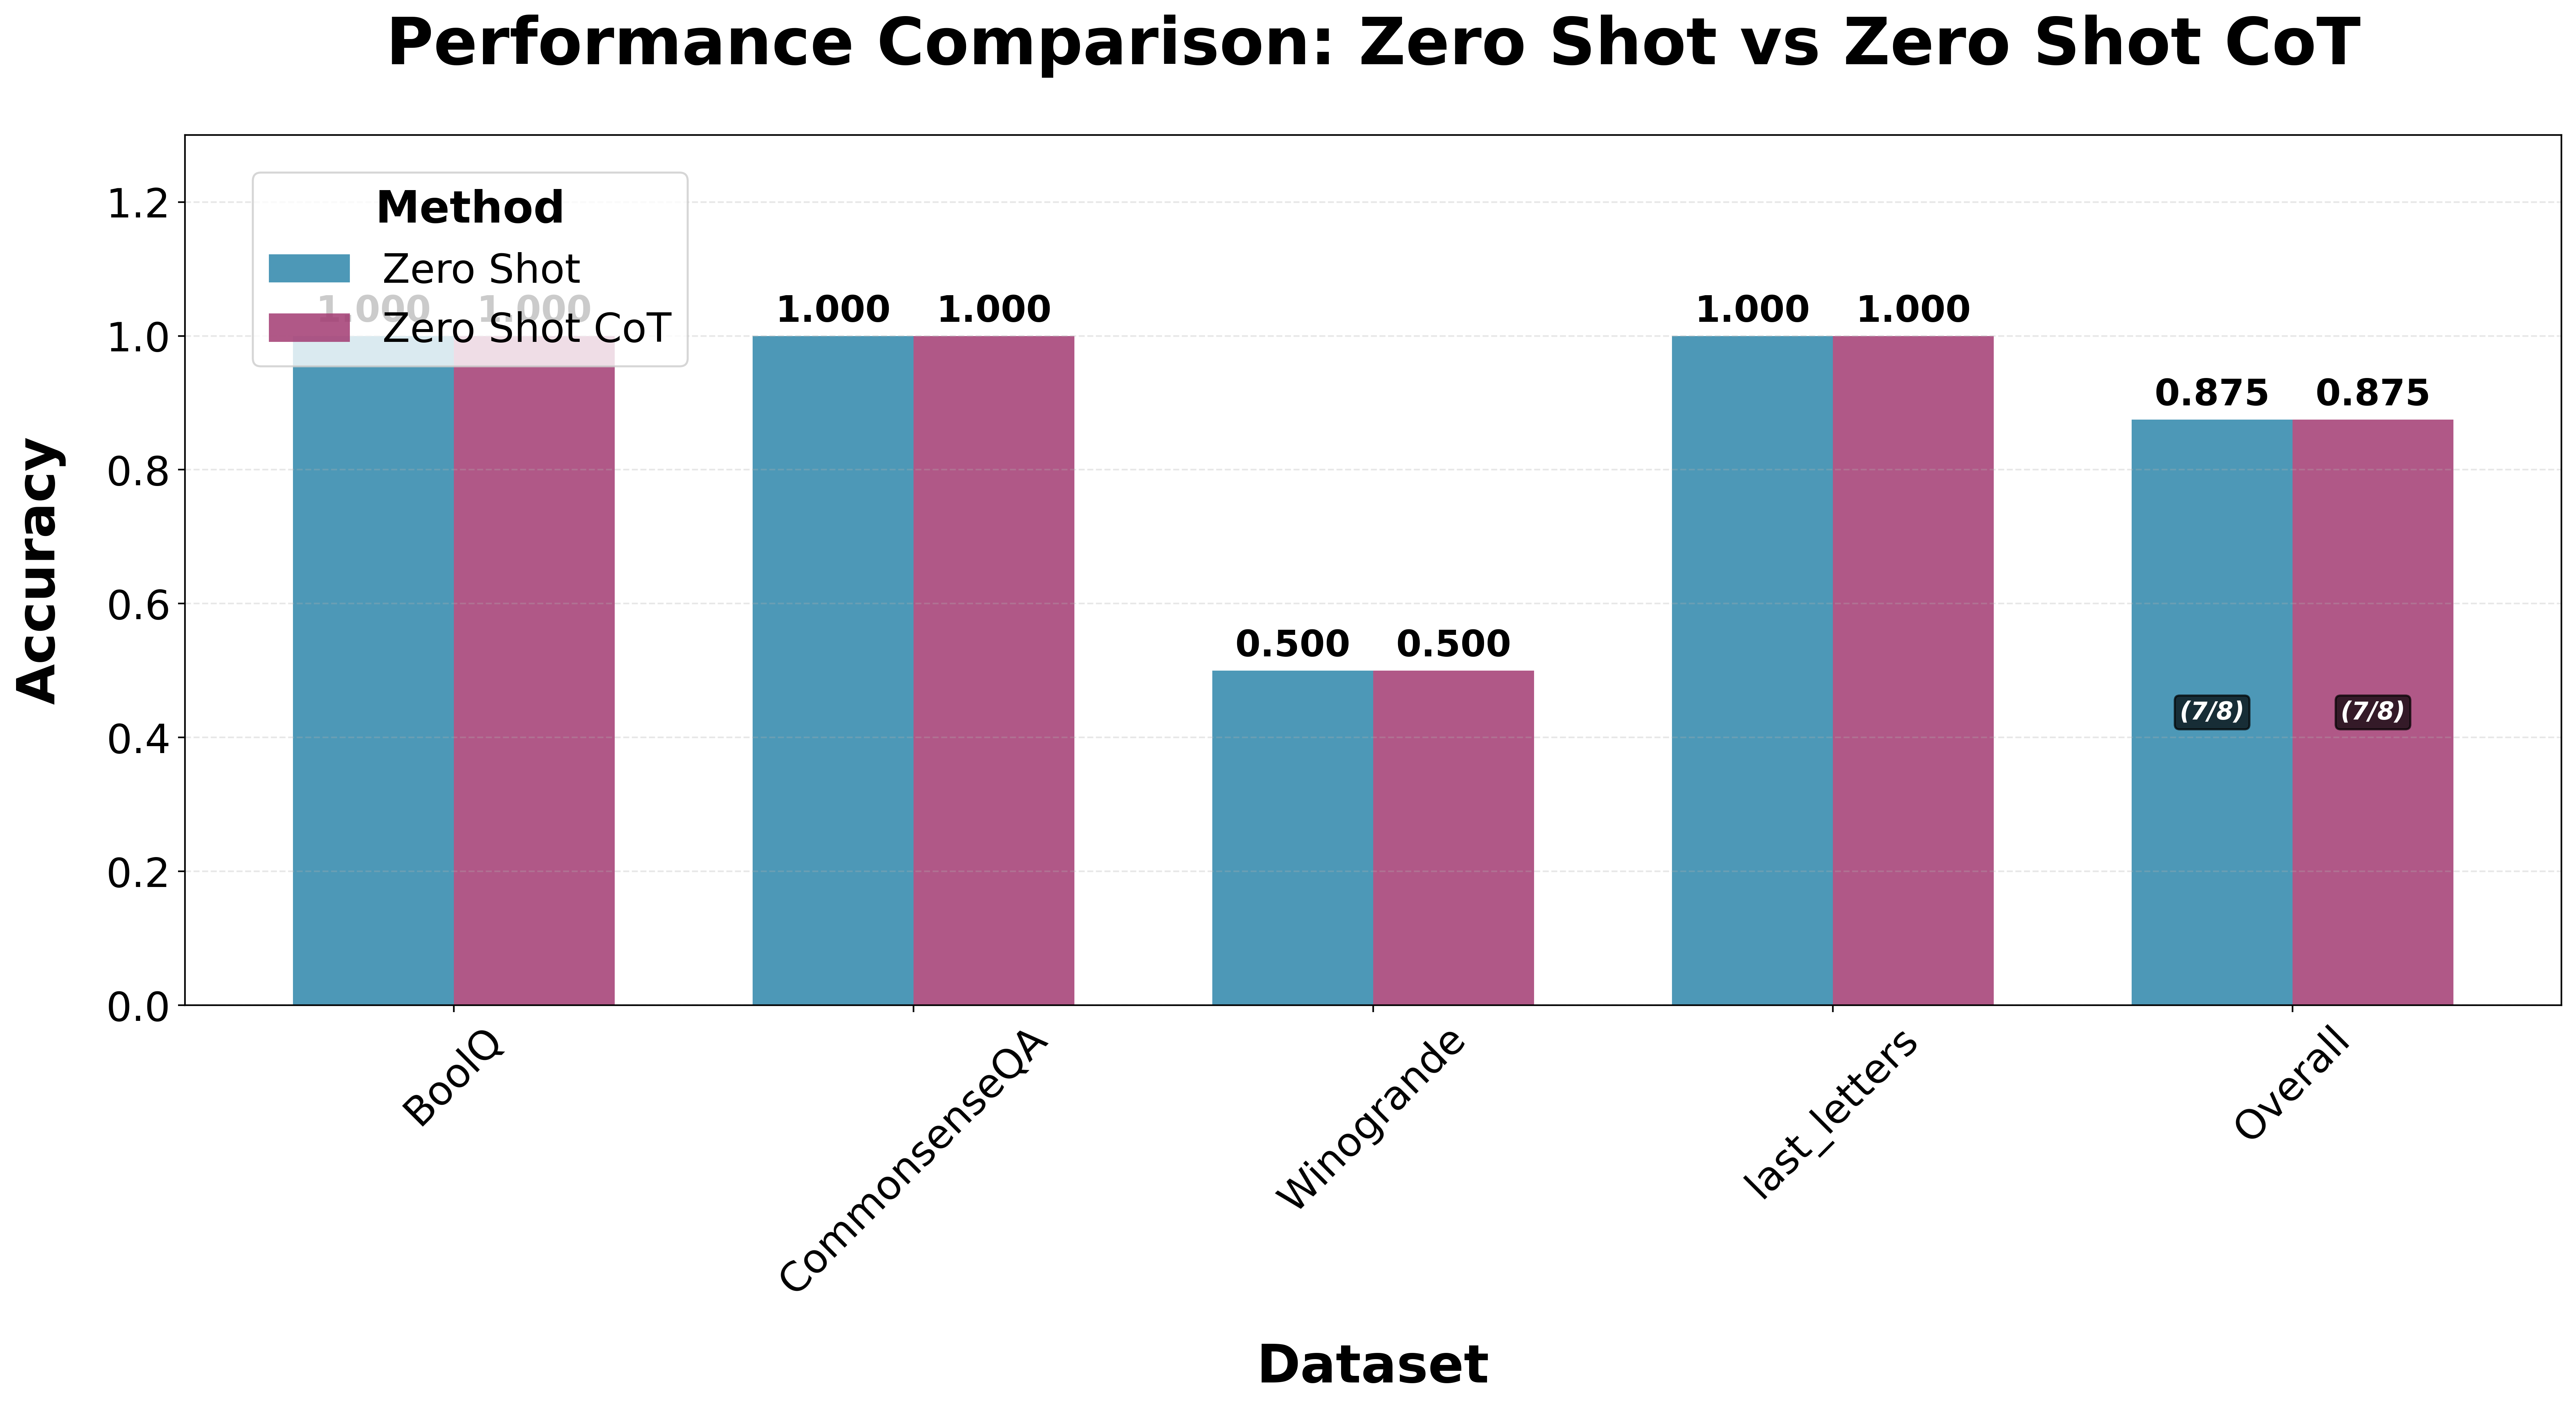 Performance Comparison: Zero Shot vs Zero Shot CoT
Accuracy
1.2
1.0
0.8
0.6
0.4
0.2
0.0
Method
Zero Shot
Zero Shot CoT
1.000 1.000
1.000 1.000
0.500 0.500
1.000 1.000
0.875 0.875
(7/8) (7/8)
BoolQ
CommonsenseQA
Winogrande
last_letters
Overall
Dataset